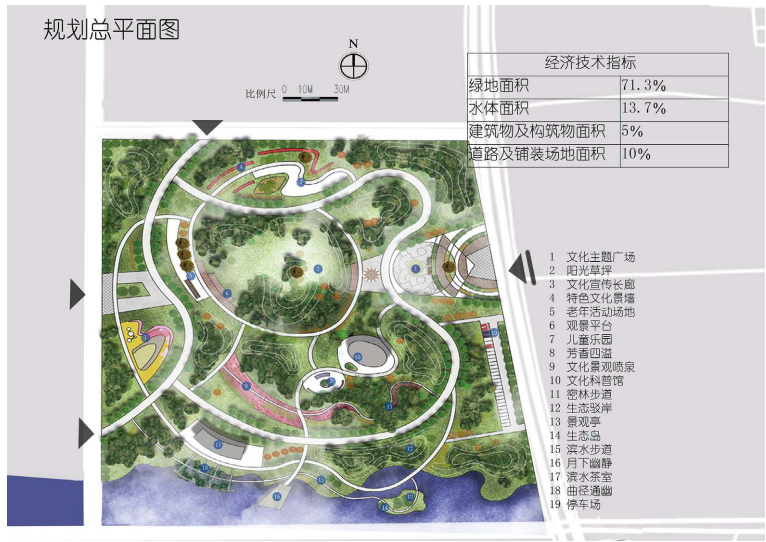 规划总平面图
N
比例尺 0 10M 30M
经济技术指标
绿地面积 71.3%
水体面积 13.7%
建筑物及构筑物面积 5%
道路及铺装场地面积 10%
1 文化主题广场
2 阳光草坪
3 文化宣传长廊
4 特色文化景墙
5 老年活动场地
6 观景平台
7 儿童乐园
8 芳香四溢
9 文化景观喷泉
10 文化科普馆
11 密林步道
12 生态驳岸
13 景观亭
14 生态岛
15 滨水步道
16 月下幽静
17 滨水茶室
18 曲径通幽
19 停车场